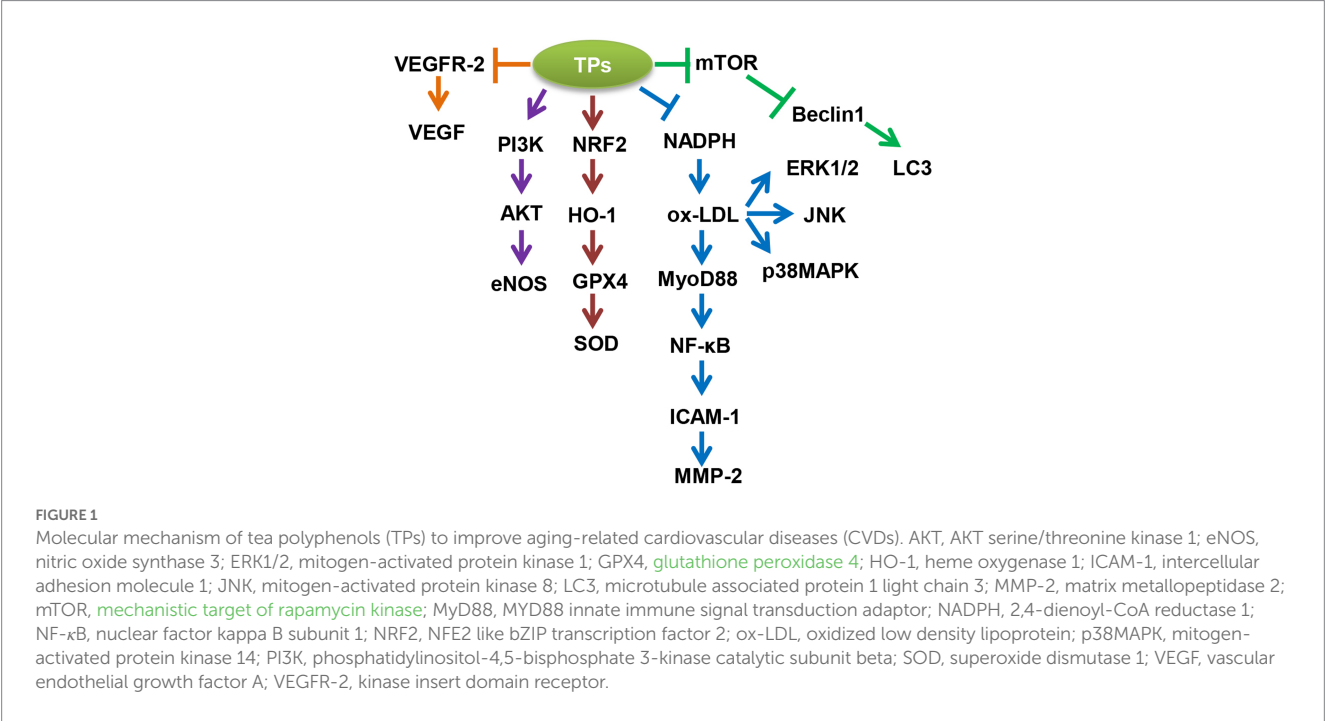 VEGFR-2
TPs
mTOR
Beclin1
VEGF
PI3K
NRF2
NADPH
ERK1/2
LC3
AKT
HO-1
ox-LDL
JNK
eNOS
GPX4
MyoD88
p38MAPK
SOD
NF-κB
ICAM-1
MMP-2
FIGURE 1
Molecular mechanism of tea polyphenols (TPs) to improve aging-related cardiovascular diseases (CVDs). AKT, AKT serine/threonine kinase 1; eNOS,
nitric oxide synthase 3; ERK1/2, mitogen-activated protein kinase 1; GPX4, glutathione peroxidase 4; HO-1, heme oxygenase 1; ICAM-1, intercellular
adhesion molecule 1; JNK, mitogen-activated protein kinase 8; LC3, microtubule associated protein 1 light chain 3; MMP-2, matrix metallopeptidase 2;
mTOR, mechanistic target of rapamycin kinase; MyD88, MYD88 innate immune signal transduction adaptor; NADPH, 2,4-dienoyl-CoA reductase 1;
NF-κB, nuclear factor kappa B subunit 1; NRF2, NFE2 like bZIP transcription factor 2; ox-LDL, oxidized low density lipoprotein; p38MAPK, mitogen-
activated protein kinase 14; PI3K, phosphatidylinositol-4,5-bisphosphate 3-kinase catalytic subunit beta; SOD, superoxide dismutase 1; VEGF, vascular
endothelial growth factor A; VEGFR-2, kinase insert domain receptor.